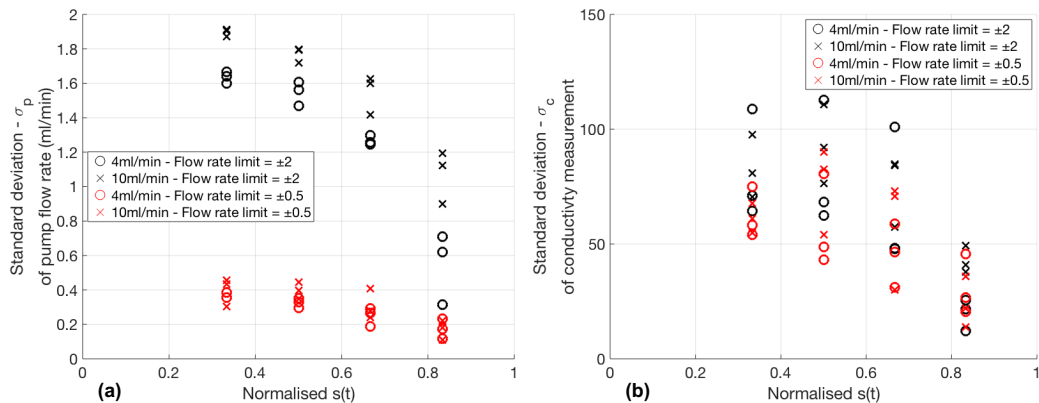 2
1.8
1.6
1.4
1.2
1
0.8
0.6
0.4
0.2
0
Standard deviation - σp
of pump flow rate (ml/min)
4ml/min - Flow rate limit = ±2
10ml/min - Flow rate limit = ±2
4ml/min - Flow rate limit = ±0.5
10ml/min - Flow rate limit = ±0.5
0 0.2 0.4 0.6 0.8 1
(a) Normalised s(t)
150
100
50
0
Standard deviation - σc
of conductivty measurement
4ml/min - Flow rate limit = ±2
10ml/min - Flow rate limit = ±2
4ml/min - Flow rate limit = ±0.5
10ml/min - Flow rate limit = ±0.5
0 0.2 0.4 0.6 0.8 1
(b) Normalised s(t)